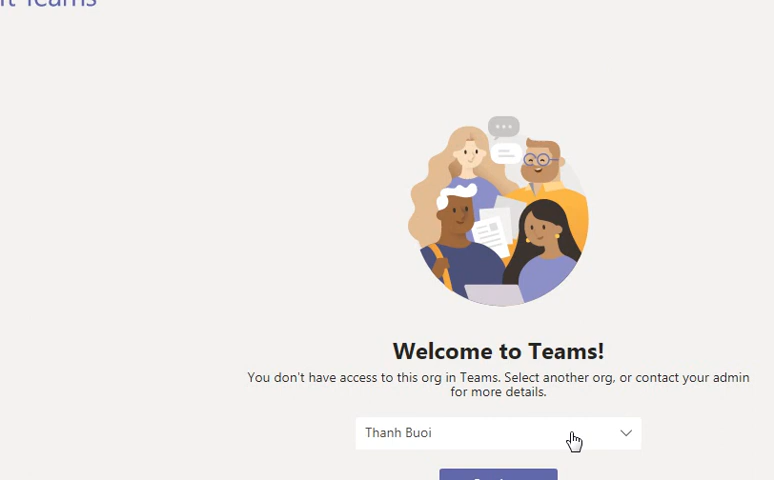 Teams
Welcome to Teams!
You don't have access to this org in Teams. Select another org, or contact your admin
for more details.
Thanh Buoi